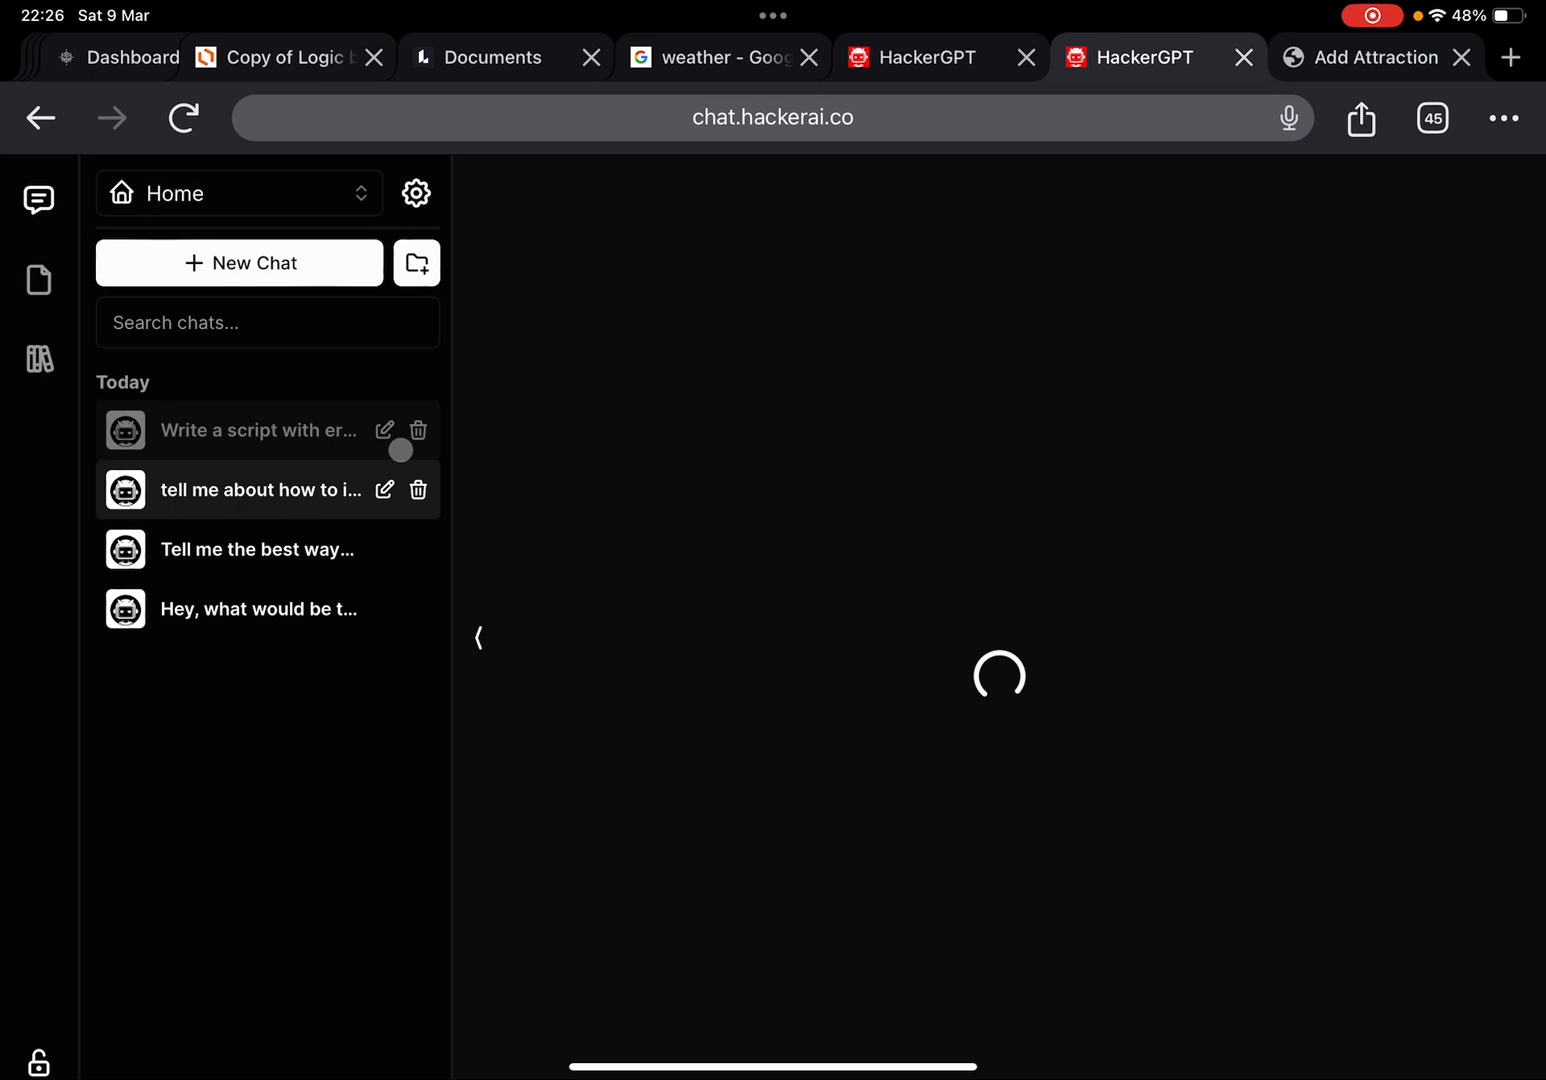 22:26 Sat 9 Mar
48%
Dashboard
Copy of Logic b
Documents
weather - Goog
HackerGPT
HackerGPT
Add Attraction
chat.hackerai.co
45
Home
+ New Chat
Search chats...
Today
Write a script with er...
tell me about how to i...
Tell me the best way...
Hey, what would be t...